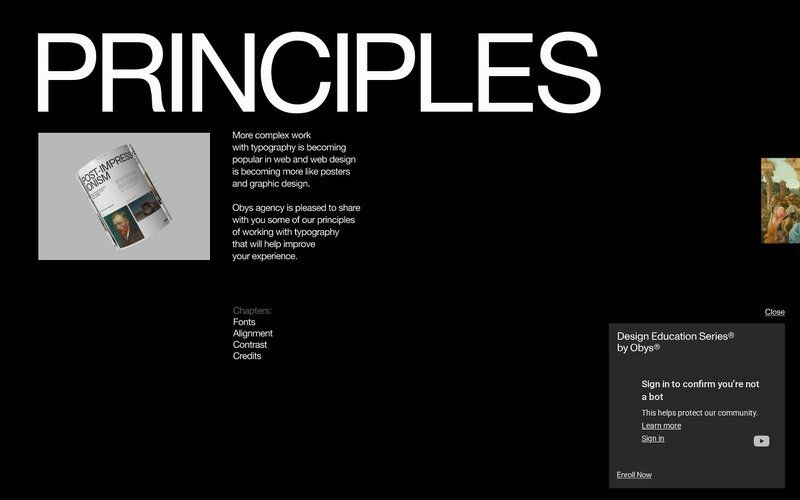 PRINCIPLES
POST-IMPRESS
IONISM
More complex work
with typography is becoming
popular in web and web design
is becoming more like posters
and graphic design.
Obys agency is pleased to share
with you some of our principles
of working with typography
that will help improve
your experience.
Chapters:
Fonts
Alignment
Contrast
Credits
Close
Design Education Series®
by Obys®
Sign in to confirm you're not
a bot
This helps protect our community.
Learn more
Sign in
Enroll Now